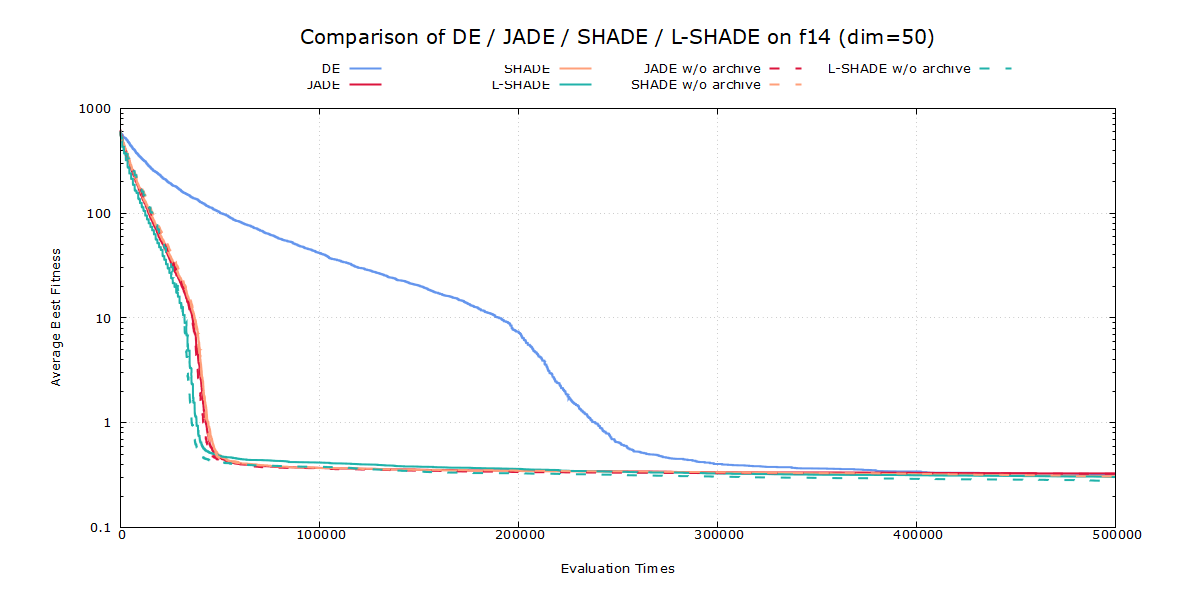 Comparison of DE / JADE / SHADE / L-SHADE on f14 (dim=50)
DE SHADE JADE w/o archive L-SHADE w/o archive
JADE L-SHADE SHADE w/o archive
1000
100
10
1
0.1
Average Best Fitness
0 100000 200000 300000 400000 500000
Evaluation Times